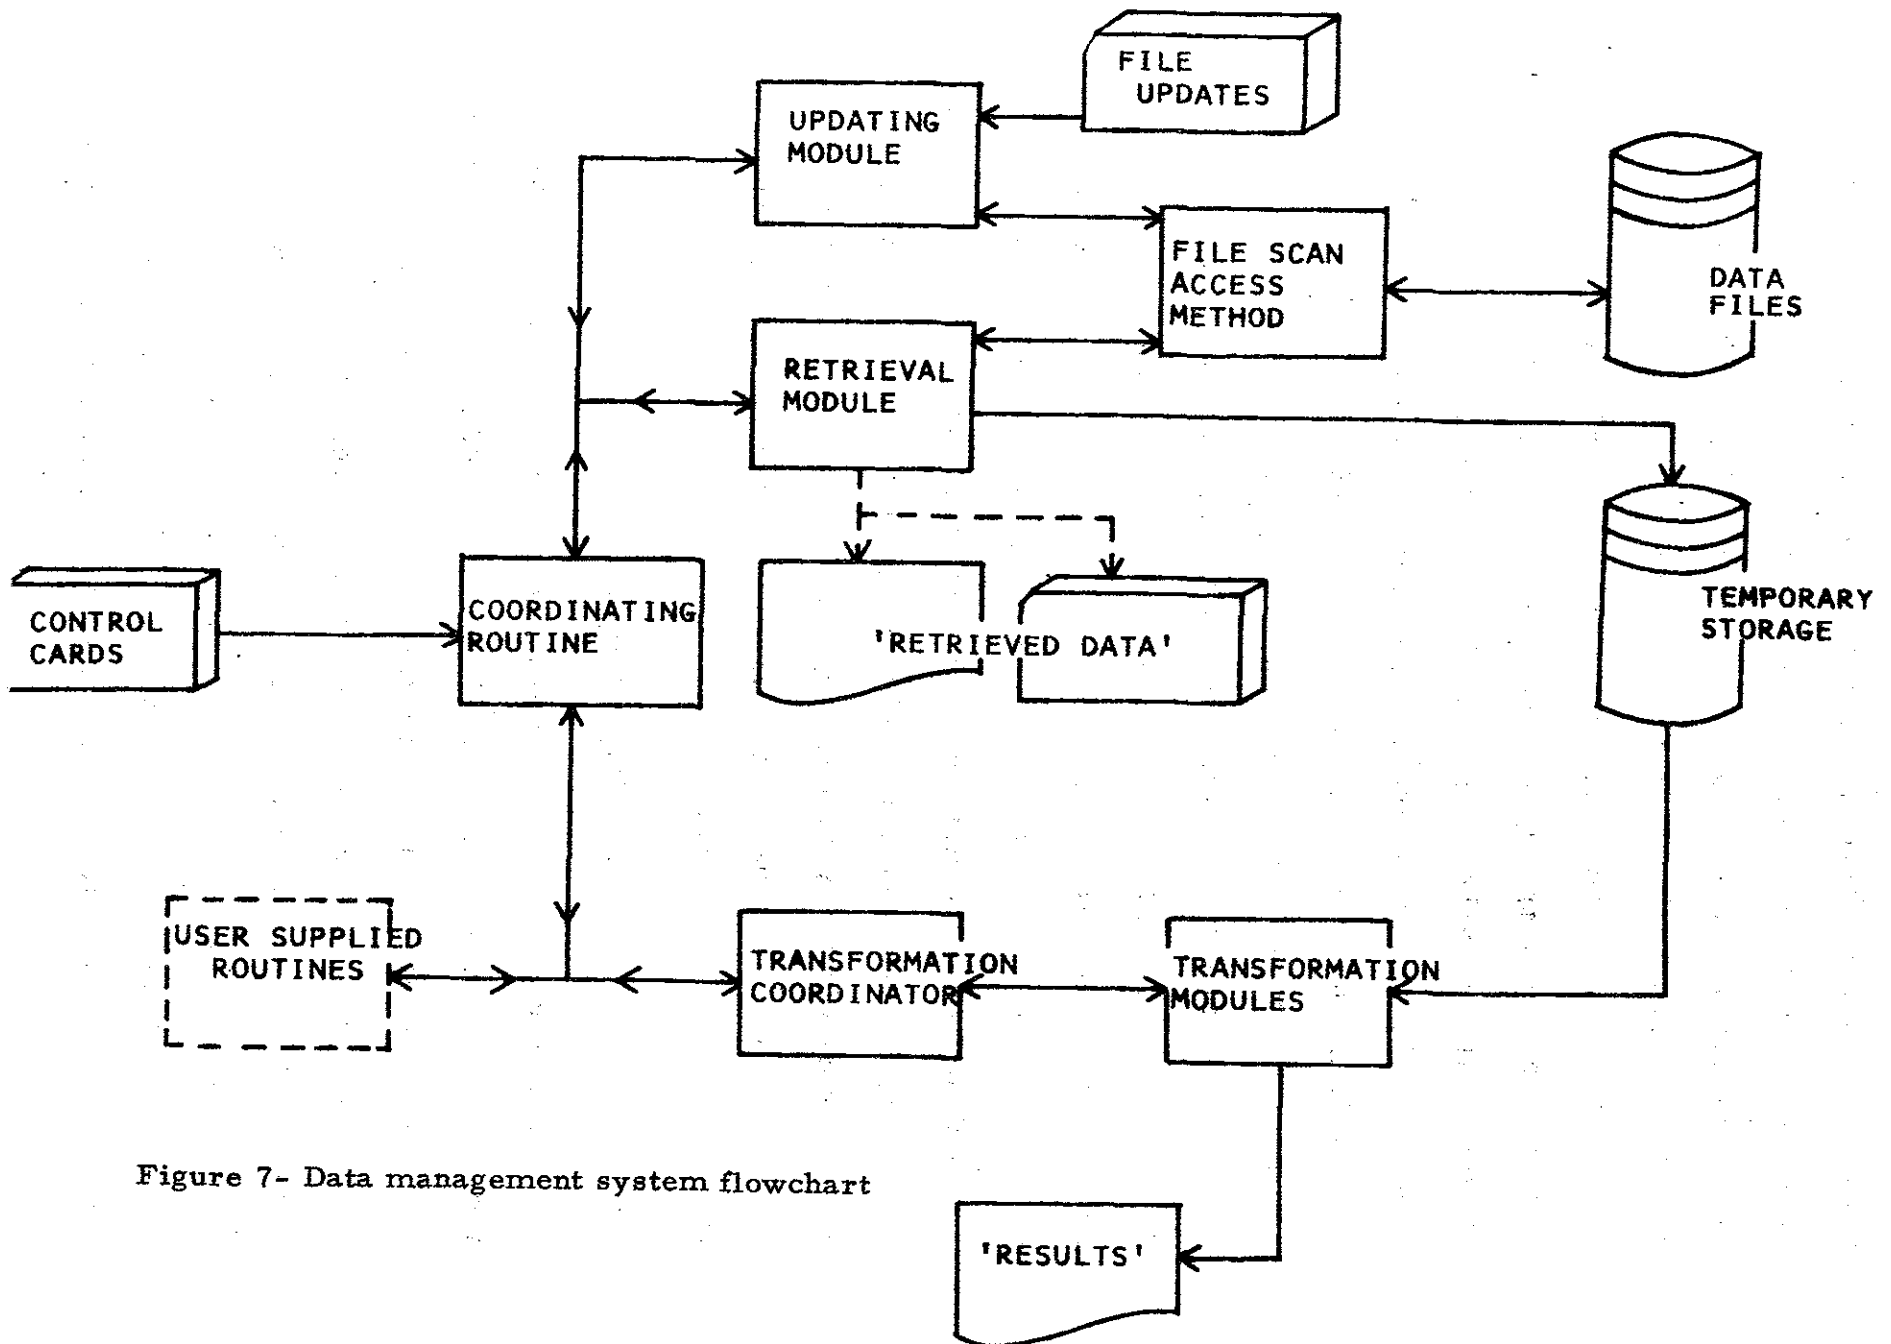 FILE
UPDATES
UPDATING
MODULE
FILE SCAN
ACCESS
METHOD
DATA
FILES
RETRIEVAL
MODULE
CONTROL
CARDS
COORDINATING
ROUTINE
'RETRIEVED DATA'
TEMPORARY
STORAGE
USER SUPPLIED
ROUTINES
TRANSFORMATION
COORDINATOR
TRANSFORMATION
MODULES
Figure 7- Data management system flowchart
'RESULTS'